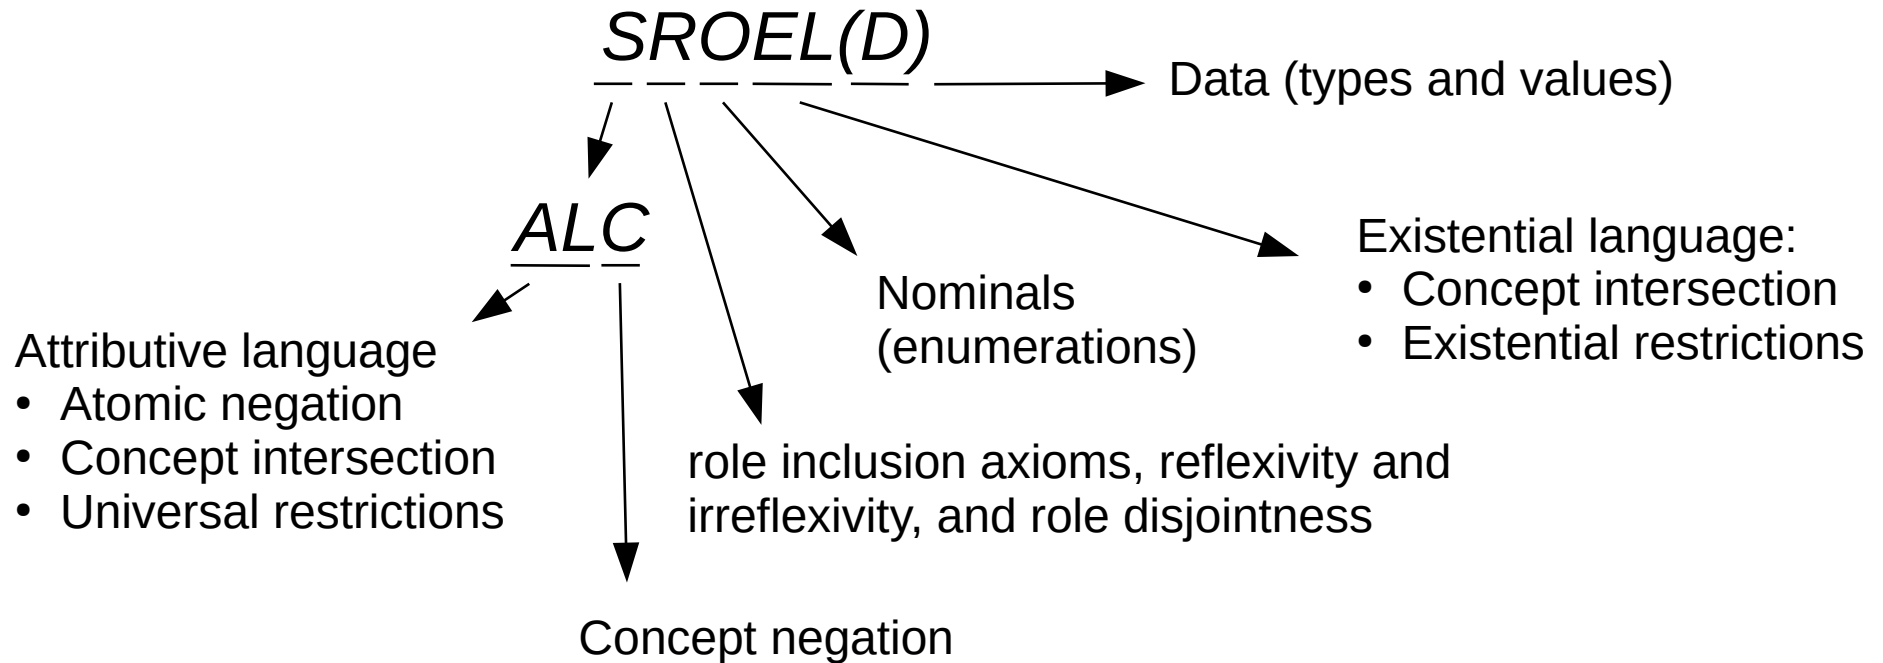 SROEL(D)
Data (types and values)
ALC
Existential language:
• Concept intersection
• Existential restrictions
Nominals
(enumerations)
Attributive language
• Atomic negation
• Concept intersection
• Universal restrictions
role inclusion axioms, reflexivity and
irreflexivity, and role disjointness
Concept negation